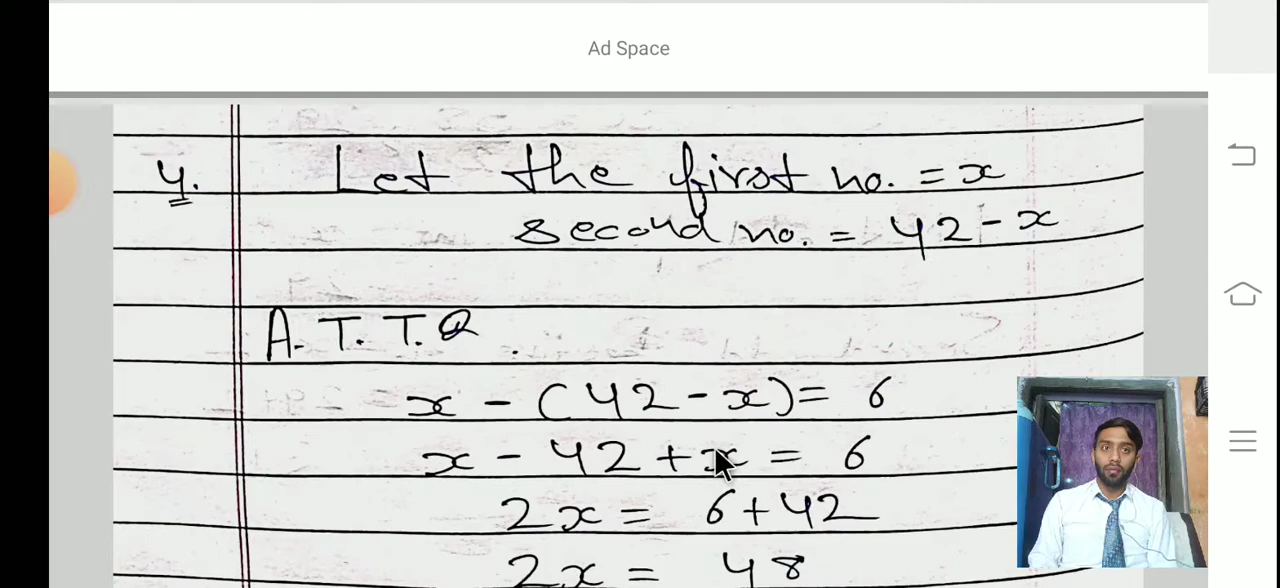 Ad Space
4. Let the first no. = x
second no. = 42 - x
A. T. T. Q
x - (42 - x) = 6
x - 42 + x = 6
2x = 6 + 42
2x = 48